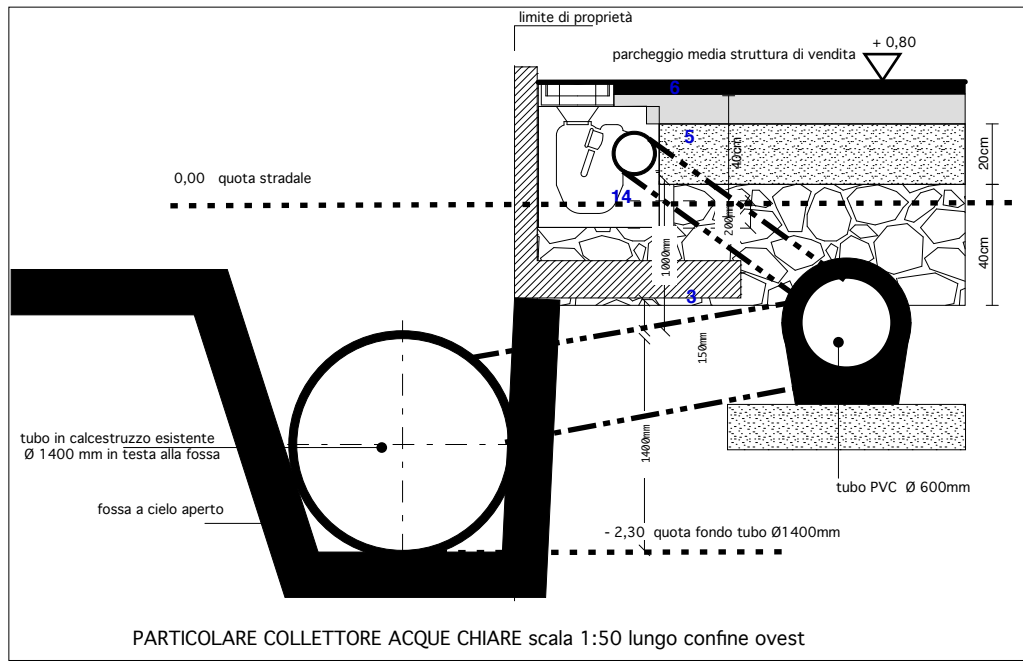 limite di proprietà
+ 0,80
parcheggio media struttura di vendita
6
5
40cm
20cm
0,00 quota stradale
14
200mm
1000mm
40cm
3
150mm
1400mm
tubo in calcestruzzo esistente
Ø 1400 mm in testa alla fossa
tubo PVC Ø 600mm
fossa a cielo aperto
- 2,30 quota fondo tubo Ø1400mm
PARTICOLARE COLLETTORE ACQUE CHIARE scala 1:50 lungo confine ovest